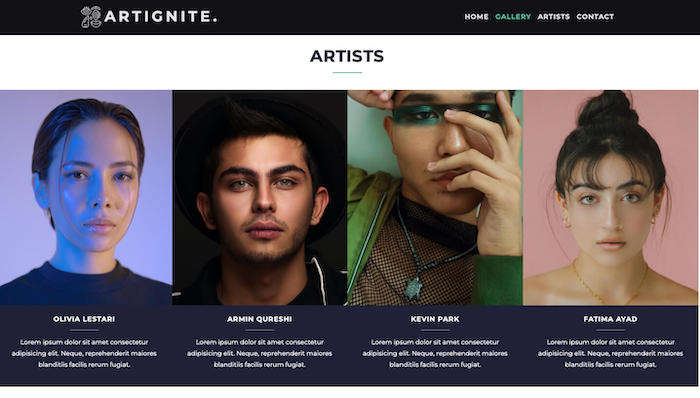 ARTIGNITE.
HOME GALLERY ARTISTS CONTACT
ARTISTS
OLIVIA LESTARI
Lorem ipsum dolor sit amet consectetur
adipisicing elit. Neque, reprehenderit maiores
blanditiis facilis rerum fugiat.
ARMIN QURESHI
Lorem ipsum dolor sit amet consectetur
adipisicing elit. Neque, reprehenderit maiores
blanditiis facilis rerum fugiat.
KEVIN PARK
Lorem ipsum dolor sit amet consectetur
adipisicing elit. Neque, reprehenderit maiores
blanditiis facilis rerum fugiat.
FATIMA AYAD
Lorem ipsum dolor sit amet consectetur
adipisicing elit. Neque, reprehenderit maiores
blanditiis facilis rerum fugiat.